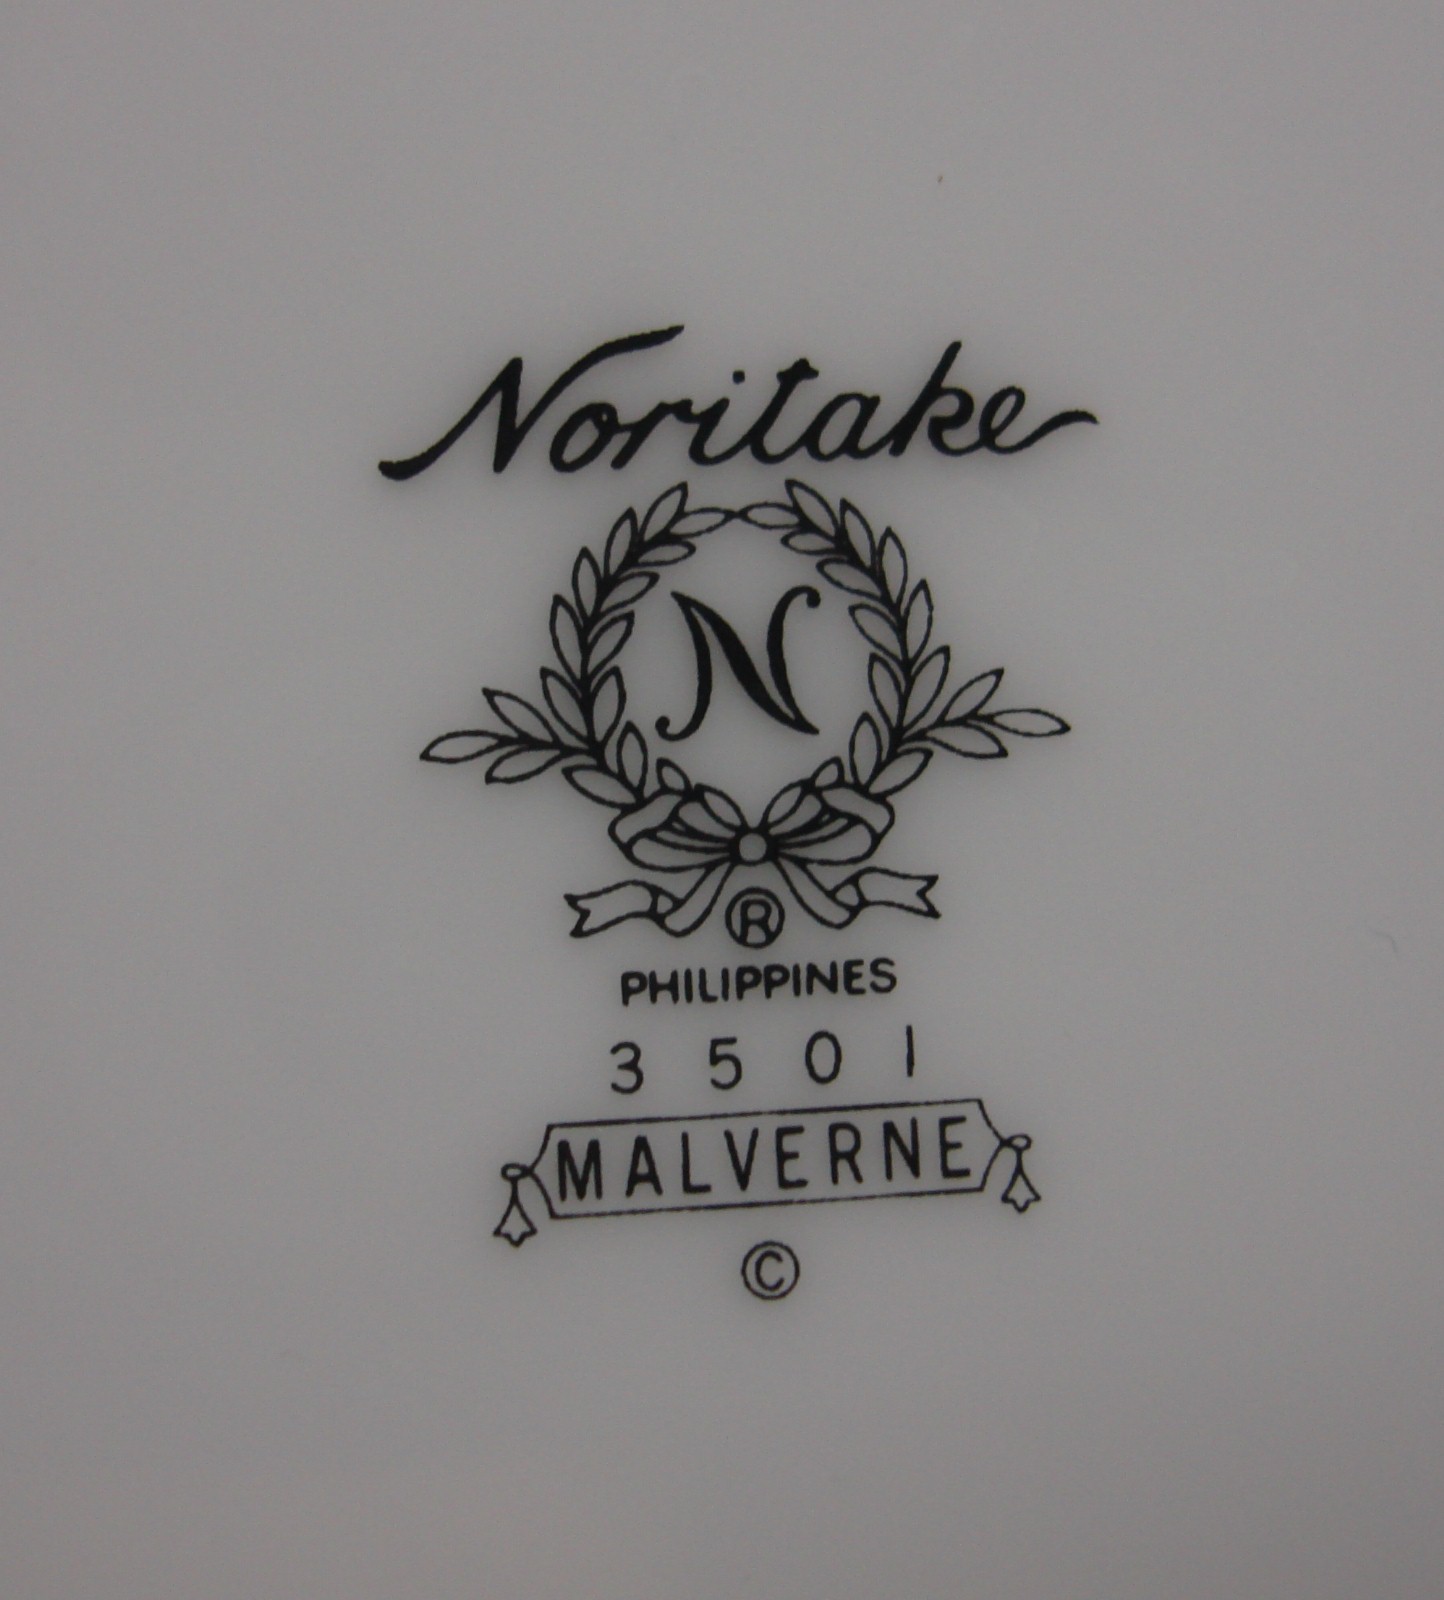 Noritake
N
®
PHILIPPINES
3501
MALVERNE
©